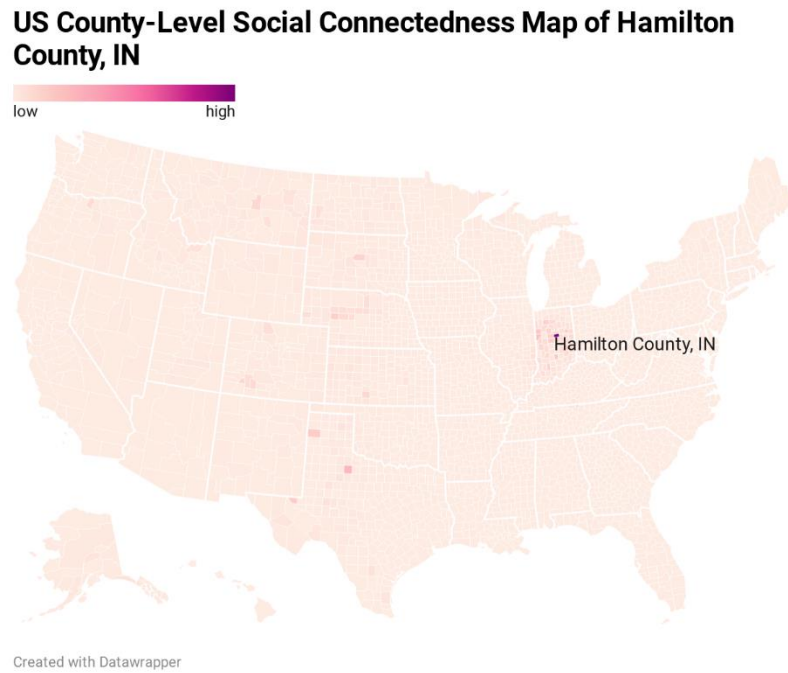 US County-Level Social Connectedness Map of Hamilton
County, IN
low high
Hamilton County, IN
Created with Datawrapper